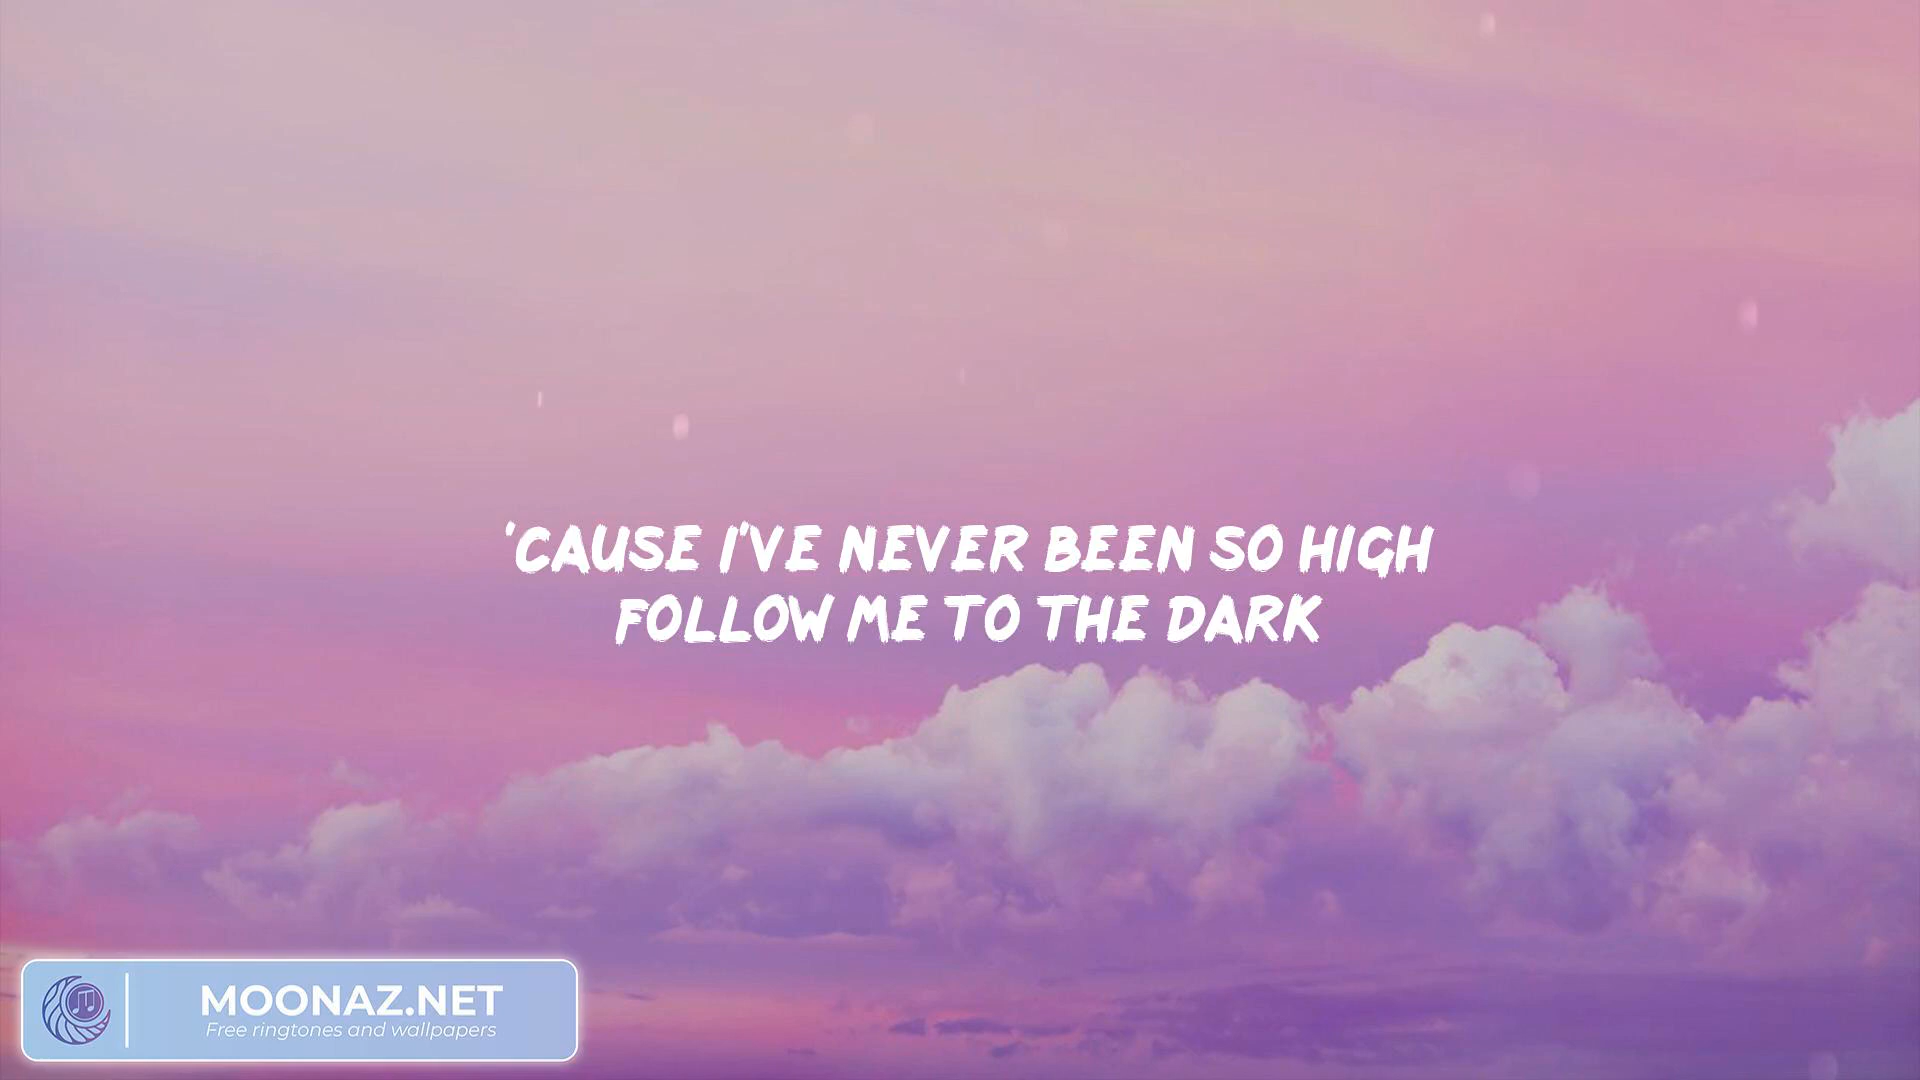 'CAUSE I'VE NEVER BEEN SO HIGH
FOLLOW ME TO THE DARK
MOONAZ.NET
Free ringtones and wallpapers